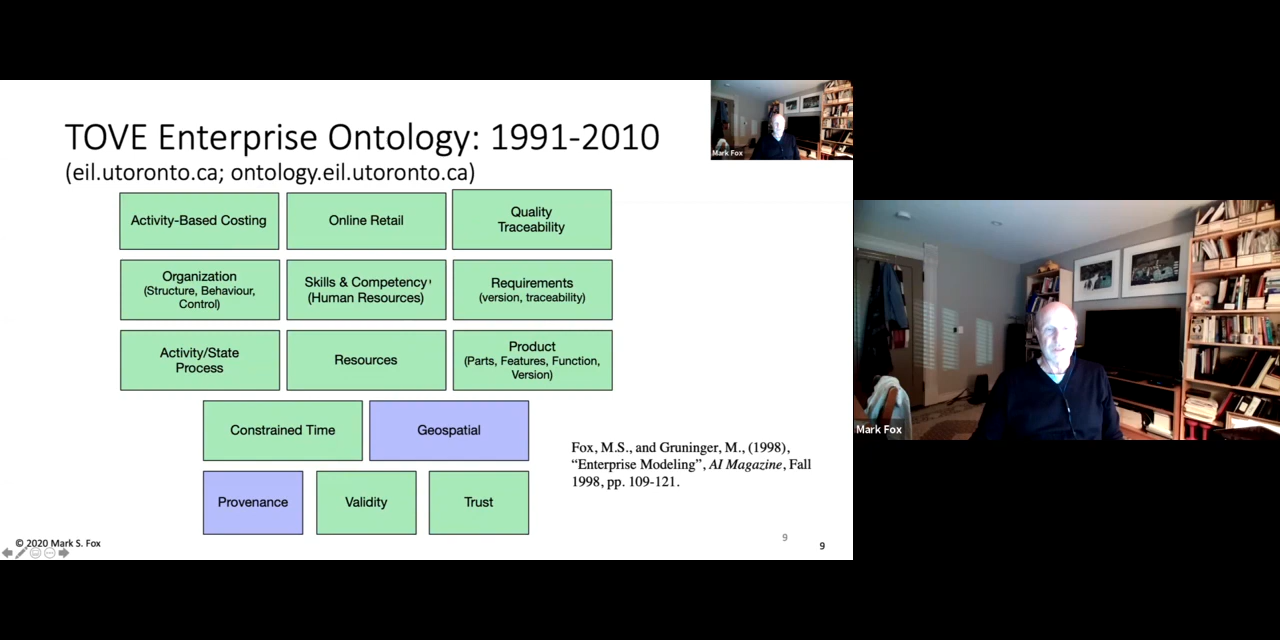 TOVE Enterprise Ontology: 1991-2010
(eil.utoronto.ca; ontology.eil.utoronto.ca)
Mark Fox
Activity-Based Costing
Online Retail
Quality
Traceability
Organization
(Structure, Behaviour,
Control)
Skills & Competency
(Human Resources)
Requirements
(version, traceability)
Activity/State
Process
Resources
Product
(Parts, Features, Function,
Version)
Constrained Time
Geospatial
Fox, M.S., and Gruninger, M., (1998),
“Enterprise Modeling”, AI Magazine, Fall
1998, pp. 109-121.
Provenance
Validity
Trust
© 2020 Mark S. Fox
9
9
Mark Fox